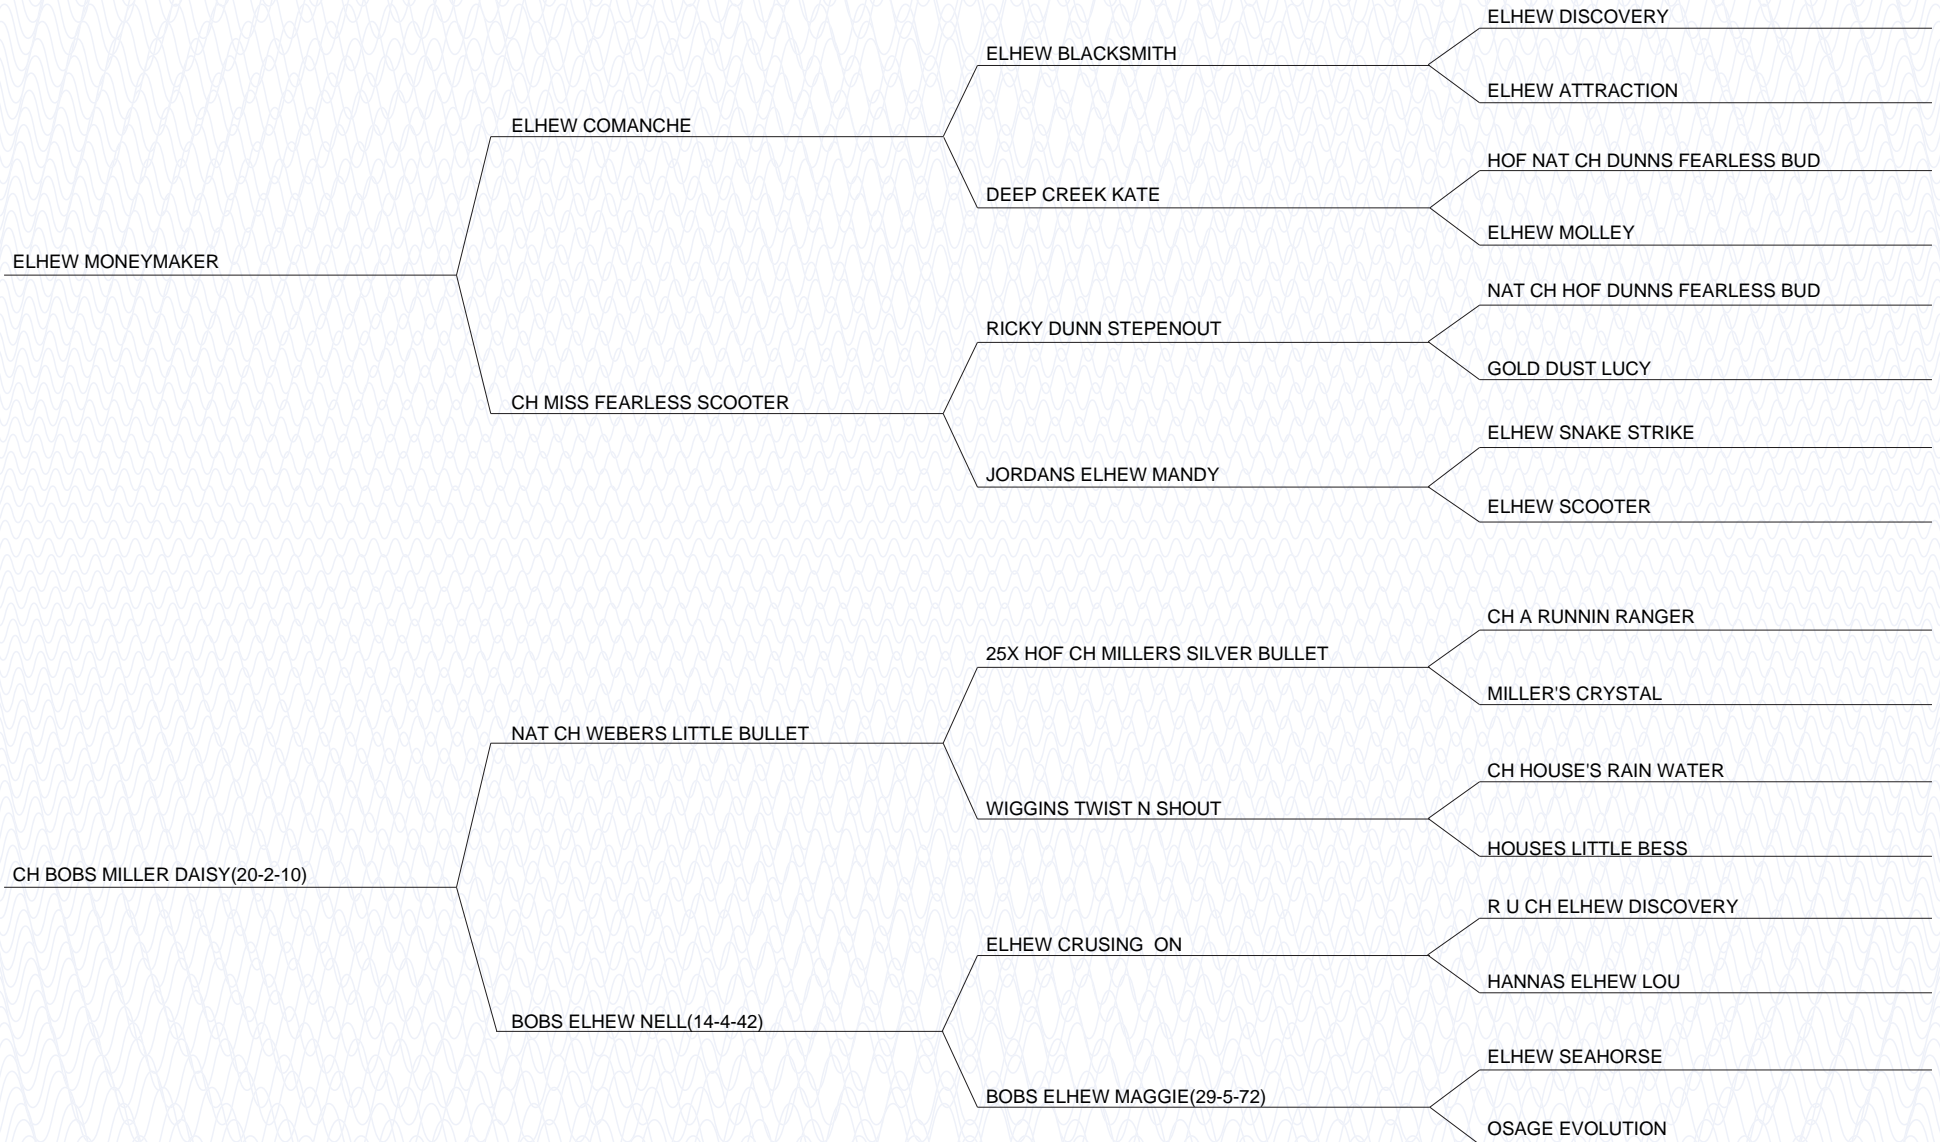 ELHEW DISCOVERY
ELHEW BLACKSMITH
ELHEW ATTRACTION
ELHEW COMANCHE
HOF NAT CH DUNNS FEARLESS BUD
DEEP CREEK KATE
ELHEW MOLLEY
ELHEW MONEYMAKER
NAT CH HOF DUNNS FEARLESS BUD
RICKY DUNN STEPENOUT
GOLD DUST LUCY
CH MISS FEARLESS SCOOTER
ELHEW SNAKE STRIKE
JORDANS ELHEW MANDY
ELHEW SCOOTER
CH A RUNNIN RANGER
25X HOF CH MILLERS SILVER BULLET
MILLER'S CRYSTAL
NAT CH WEBERS LITTLE BULLET
CH HOUSE'S RAIN WATER
WIGGINS TWIST N SHOUT
HOUSES LITTLE BESS
CH BOBS MILLER DAISY(20-2-10)
R U CH ELHEW DISCOVERY
ELHEW CRUSING  ON
HANNAS ELHEW LOU
BOBS ELHEW NELL(14-4-42)
ELHEW SEAHORSE
BOBS ELHEW MAGGIE(29-5-72)
OSAGE EVOLUTION